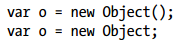 var o = new Object();
var o = new Object;